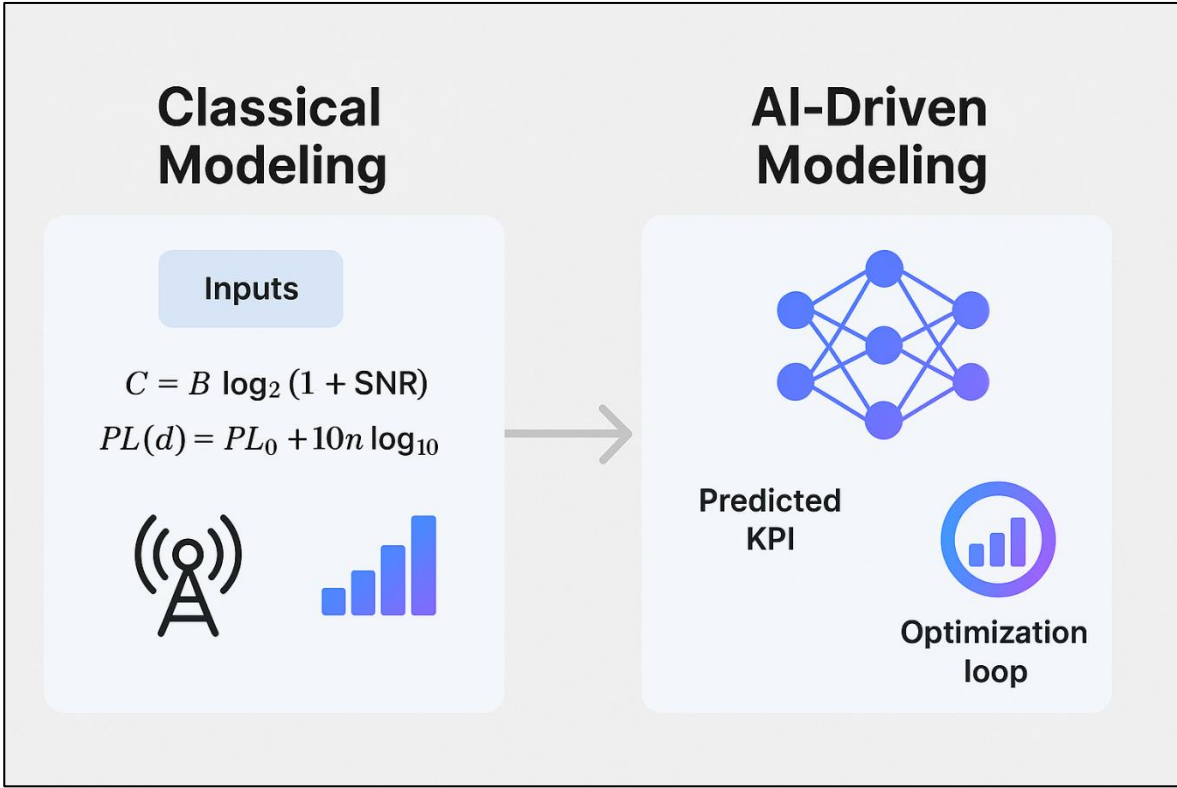 Classical
Modeling
Inputs
C = B log₂ (1 + SNR)
PL(d) = PL₀ + 10n log₁₀
AI-Driven
Modeling
Predicted
KPI
Optimization
loop